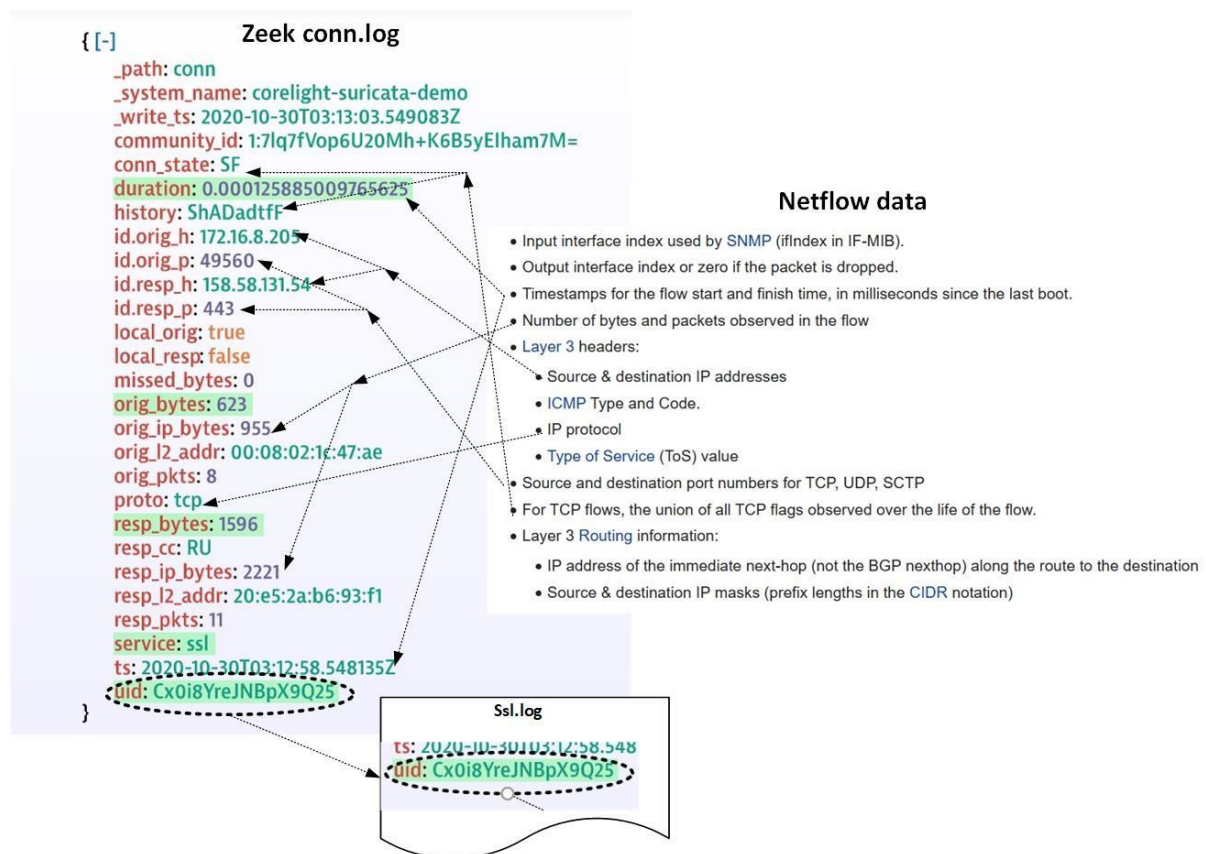 Zeek conn.log
{ [-]
_path: conn
_system_name: corelight-suricata-demo
_write_ts: 2020-10-30T03:13:03.549083Z
community_id: 1:7lq7fVop6U20Mh+K6B5yElham7M=
conn_state: SF
duration: 0.000125885009765625
history: ShADadtfF
id.orig_h: 172.16.8.205
id.orig_p: 49560
id.resp_h: 158.58.131.54
id.resp_p: 443
local_orig: true
local_resp: false
missed_bytes: 0
orig_bytes: 623
orig_ip_bytes: 955
orig_l2_addr: 00:08:02:1c:47:ae
orig_pkts: 8
proto: tcp
resp_bytes: 1596
resp_cc: RU
resp_ip_bytes: 2221
resp_l2_addr: 20:e5:2a:b6:93:f1
resp_pkts: 11
service: ssl
ts: 2020-10-30T03:12:58.548135Z
uid: Cx0i8YreJNBpX9Q25
}
Netflow data
• Input interface index used by SNMP (ifIndex in IF-MIB).
• Output interface index or zero if the packet is dropped.
• Timestamps for the flow start and finish time, in milliseconds since the last boot.
• Number of bytes and packets observed in the flow
• Layer 3 headers:
• Source & destination IP addresses
• ICMP Type and Code.
• IP protocol
• Type of Service (ToS) value
• Source and destination port numbers for TCP, UDP, SCTP
• For TCP flows, the union of all TCP flags observed over the life of the flow.
• Layer 3 Routing information:
• IP address of the immediate next-hop (not the BGP nexthop) along the route to the destination
• Source & destination IP masks (prefix lengths in the CIDR notation)
Ssl.log
ts: 2020-10-30T03:12:58.548
uid: Cx0i8YreJNBpX9Q25